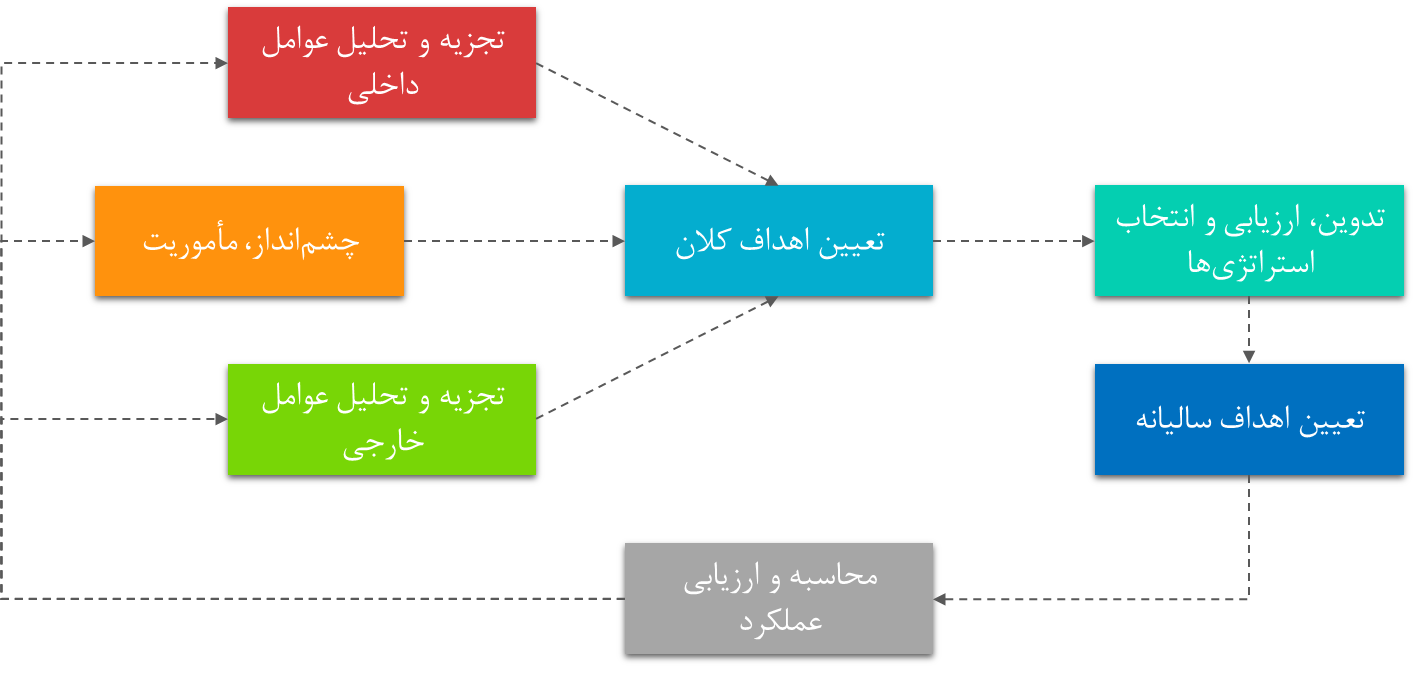 تجزیه و تحلیل عوامل
داخلی
چشم‌انداز، مأموریت
تعیین اهداف کلان
تدوین، ارزیابی و انتخاب
استراتژی‌ها
تجزیه و تحلیل عوامل
خارجی
تعیین اهداف سالیانه
محاسبه و ارزیابی
عملکرد